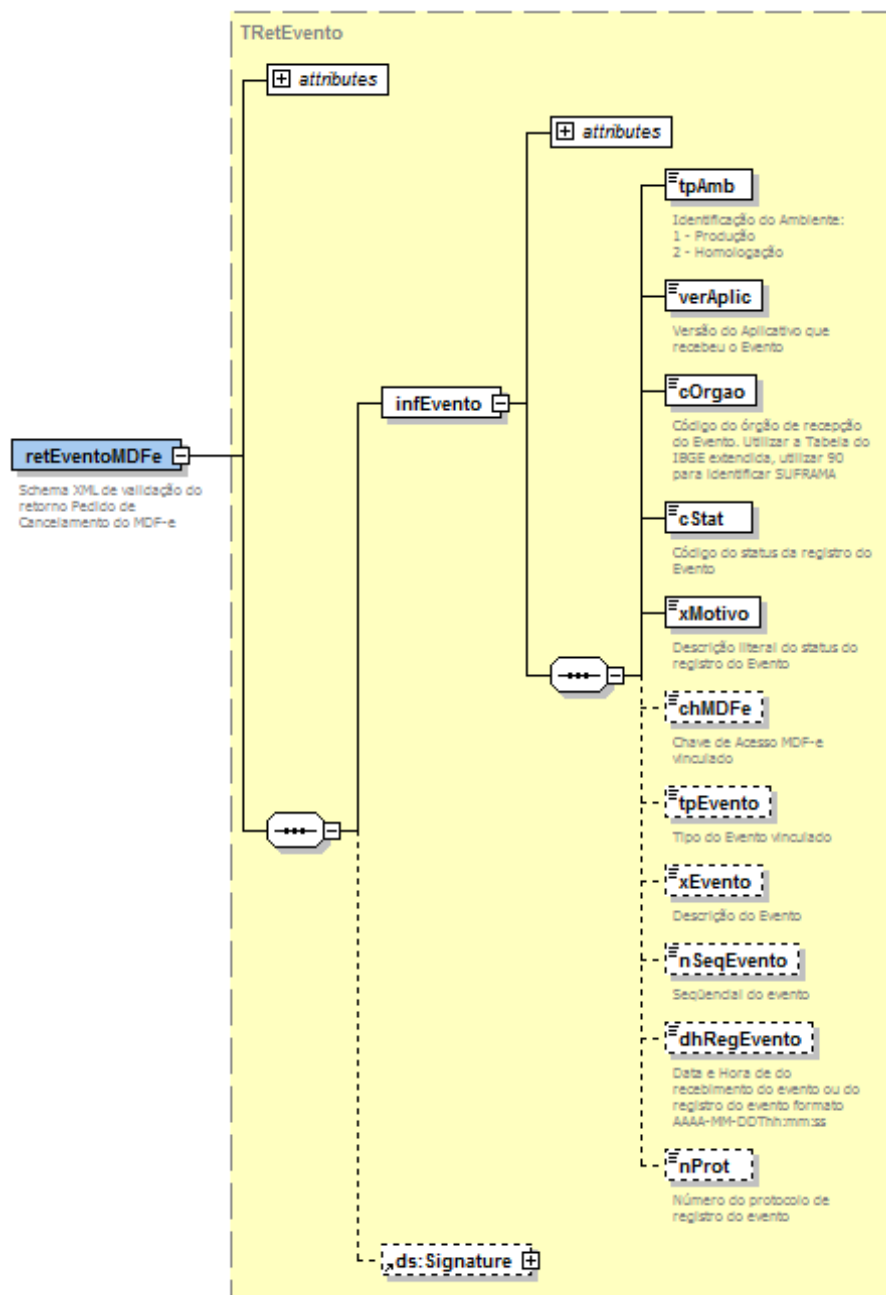 TRetEvento
attributes
attributes
tpAmb
Identificação do Ambiente:
1 - Produção
2 - Homologação
verAplic
Versão do Aplicativo que
recebeu o Evento
infEvento
cOrgao
Código do órgão de recepção
do Evento. Utilizar a Tabela do
IBGE extendida, utilizar 90
para identificar SUFRAMA
retEventoMDFe
Schema XML de validação do
retorno Pedido de
Cancelamento do MDF-e
cStat
Código do status da registro do
Evento
xMotivo
Descrição literal do status do
registro do Evento
chMDFe
Chave de Acesso MDF-e
vinculado
tpEvento
Tipo do Evento vinculado
xEvento
Descrição do Evento
nSeqEvento
Seqüencial do evento
dhRegEvento
Data e Hora de do
recebimento do evento ou do
registro do evento formato
AAAA-MM-DDThh:mm:ss
nProt
Número do protocolo de
registro do evento
ds:Signature